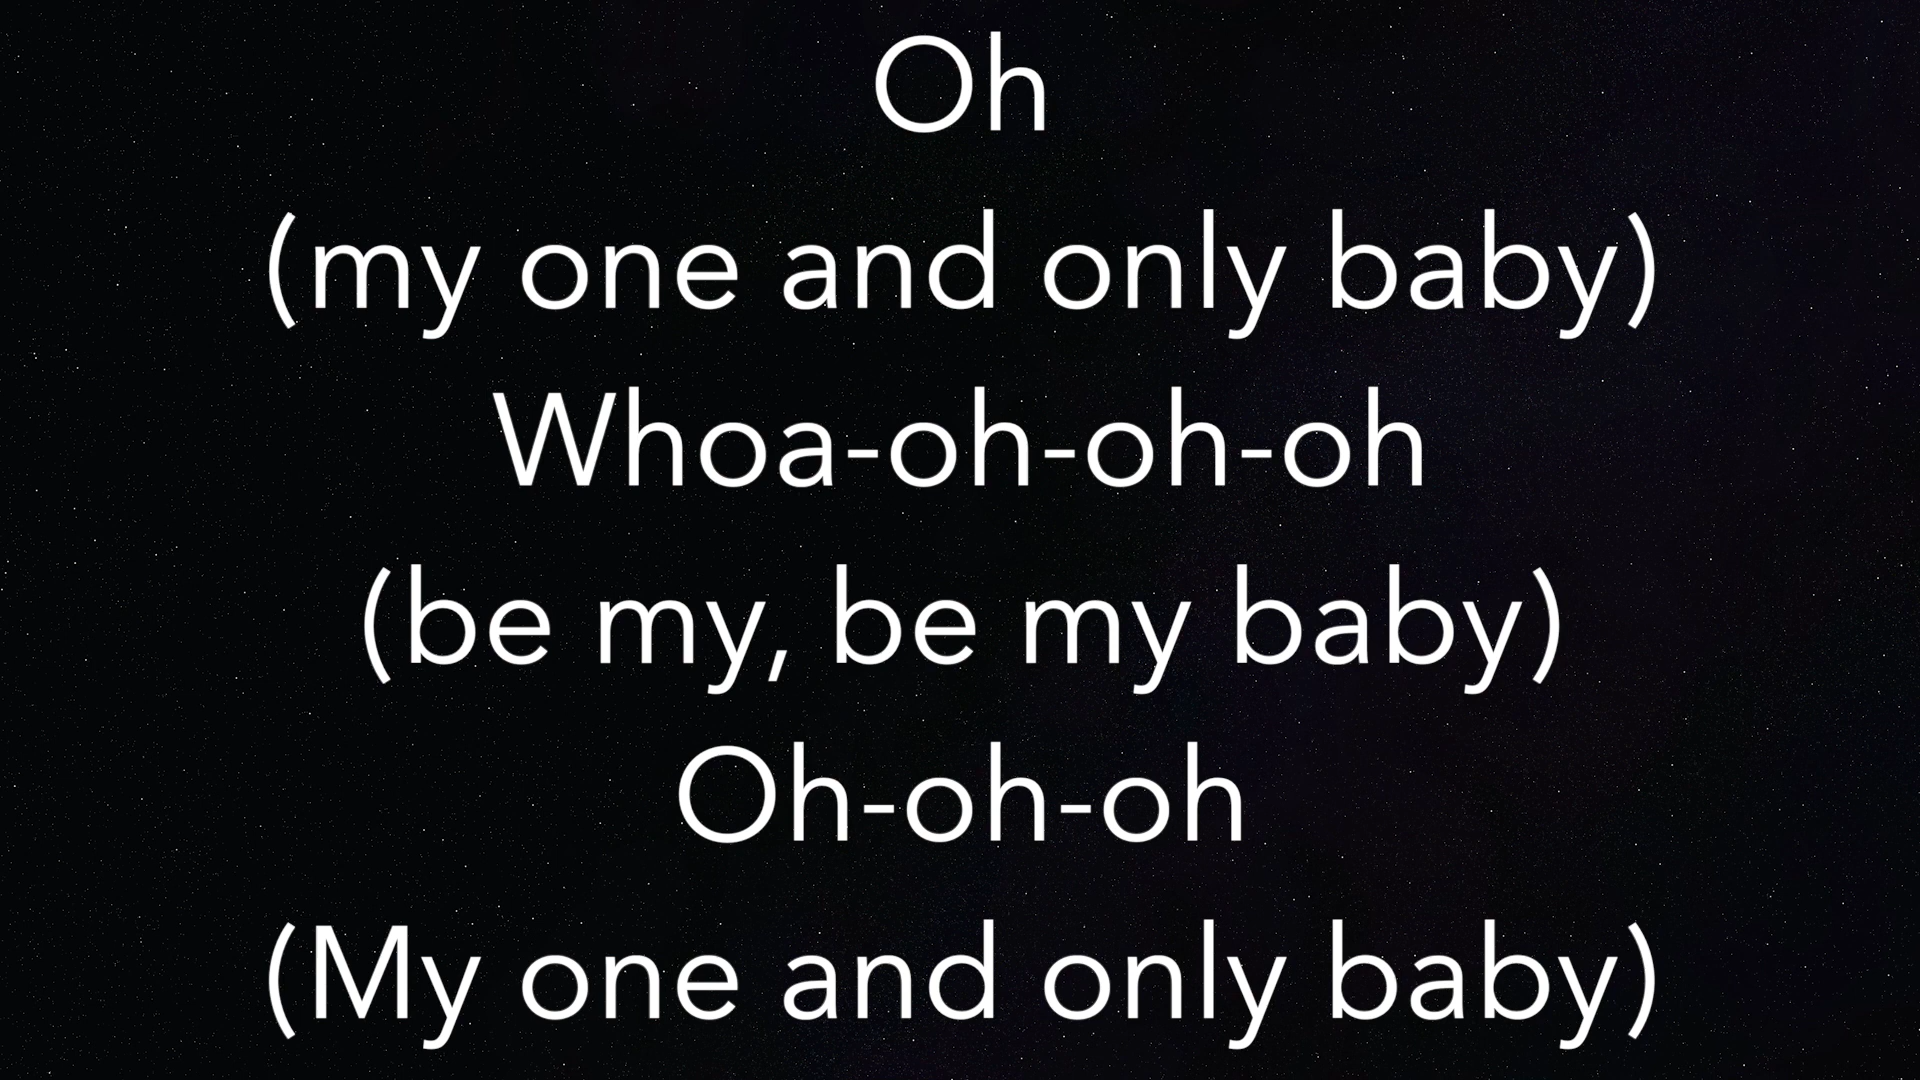 Oh
(my one and only baby)
Whoa-oh-oh-oh
(be my, be my baby)
Oh-oh-oh
(My one and only baby)